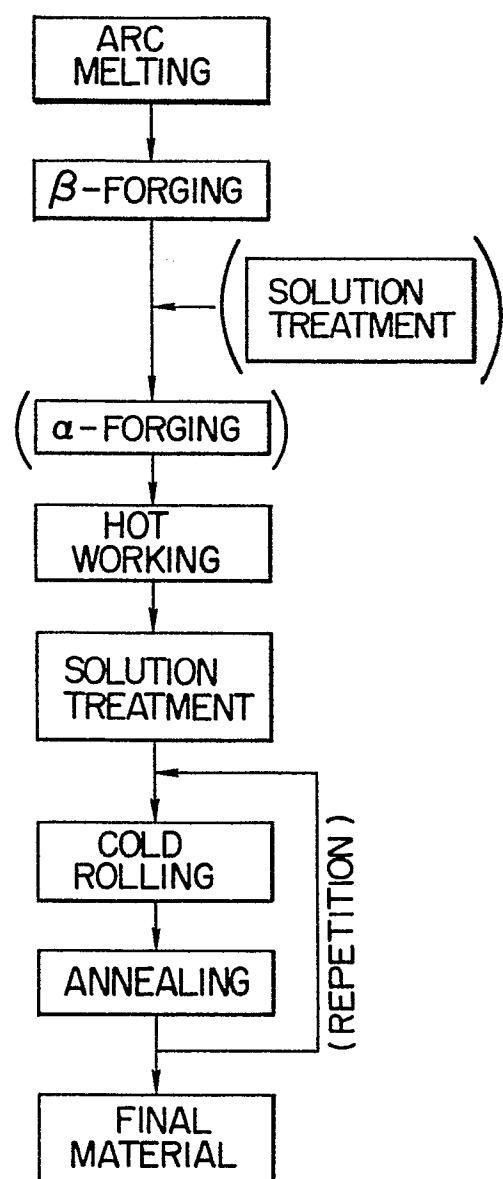 ARC
MELTING
β-FORGING
(SOLUTION
TREATMENT)
(α-FORGING)
HOT
WORKING
SOLUTION
TREATMENT
COLD
ROLLING
ANNEALING
(REPETITION)
FINAL
MATERIAL